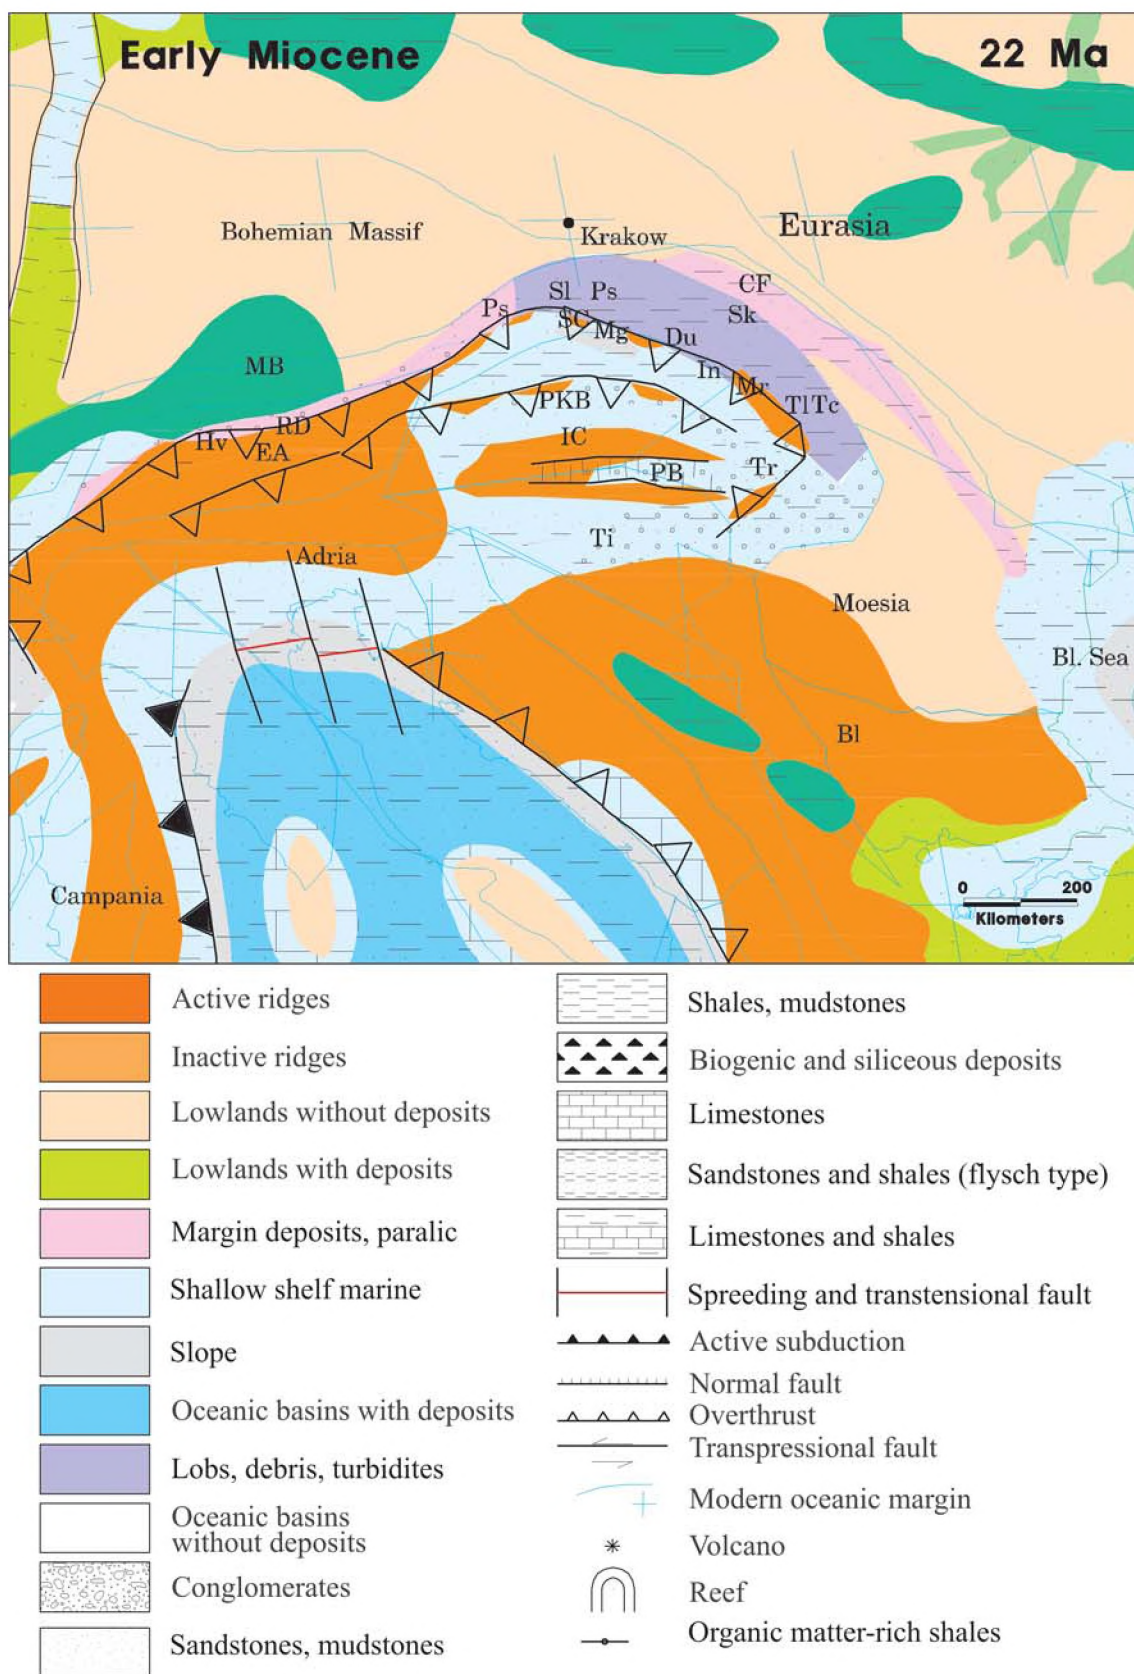 Early Miocene
22 Ma
Bohemian Massif
Krakow
Eurasia
CF
Sl
Ps
Ps
SC
Mg
Sk
Du
MB
In
Mr
PKB
Tl
Tc
Hv
RD
EA
IC
PB
Tr
Ti
Adria
Moesia
Bl. Sea
Bl
Campania
0
200
Kilometers
Active ridges
Inactive ridges
Lowlands without deposits
Lowlands with deposits
Margin deposits, paralic
Shallow shelf marine
Slope
Oceanic basins with deposits
Lobs, debris, turbidites
Oceanic basins
without deposits
Conglomerates
Sandstones, mudstones
Shales, mudstones
Biogenic and siliceous deposits
Limestones
Sandstones and shales (flysch type)
Limestones and shales
Spreeding and transtensional fault
Active subduction
Normal fault
Overthrust
Transpressional fault
Modern oceanic margin
Volcano
Reef
Organic matter-rich shales